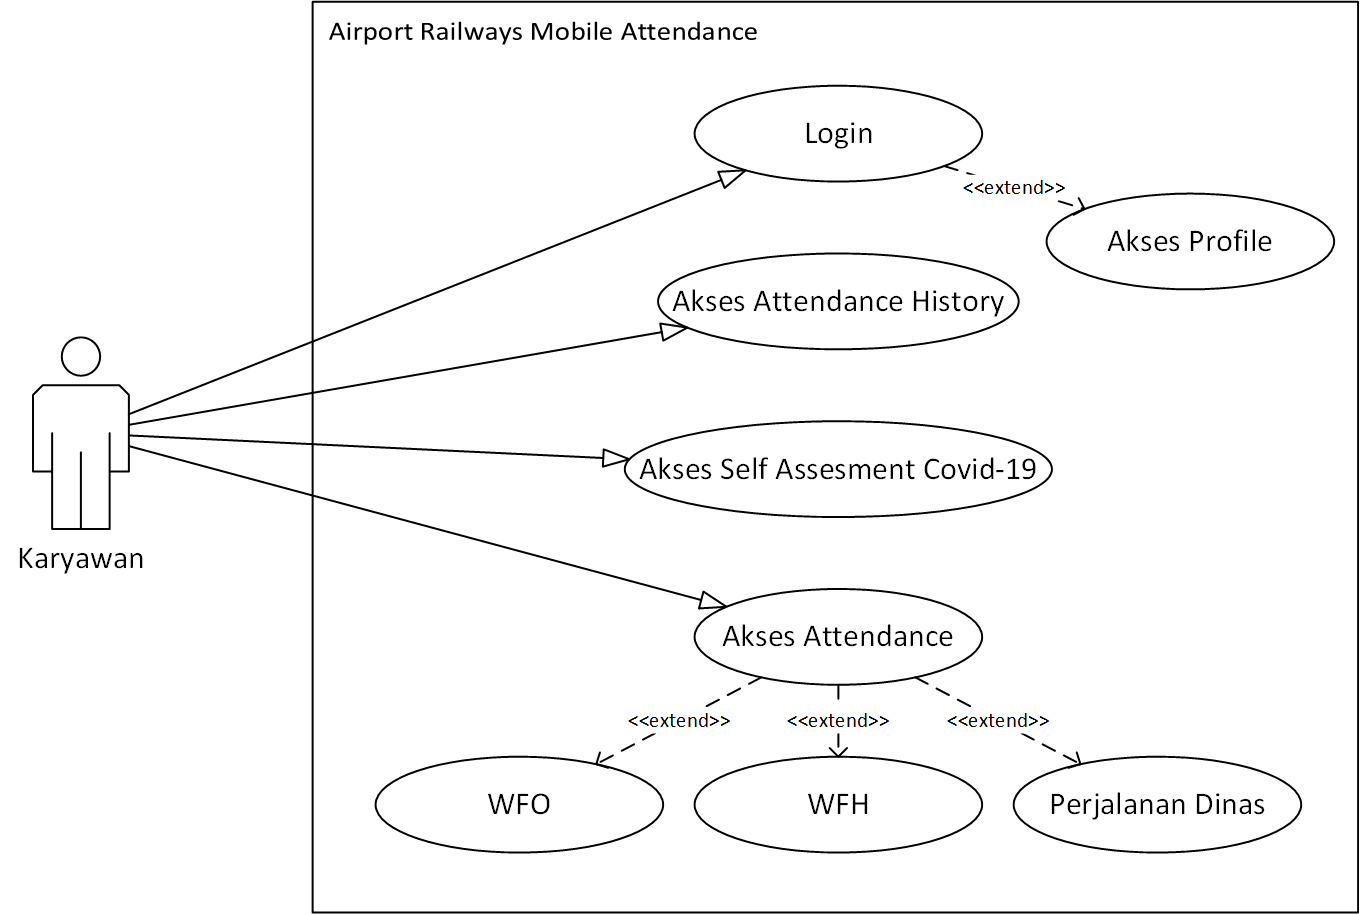 Airport Railways Mobile Attendance
Login
<<extend>>
Akses Profile
Akses Attendance History
Akses Self Assesment Covid-19
Karyawan
Akses Attendance
<<extend>>
<<extend>>
<<extend>>
WFO
WFH
Perjalanan Dinas